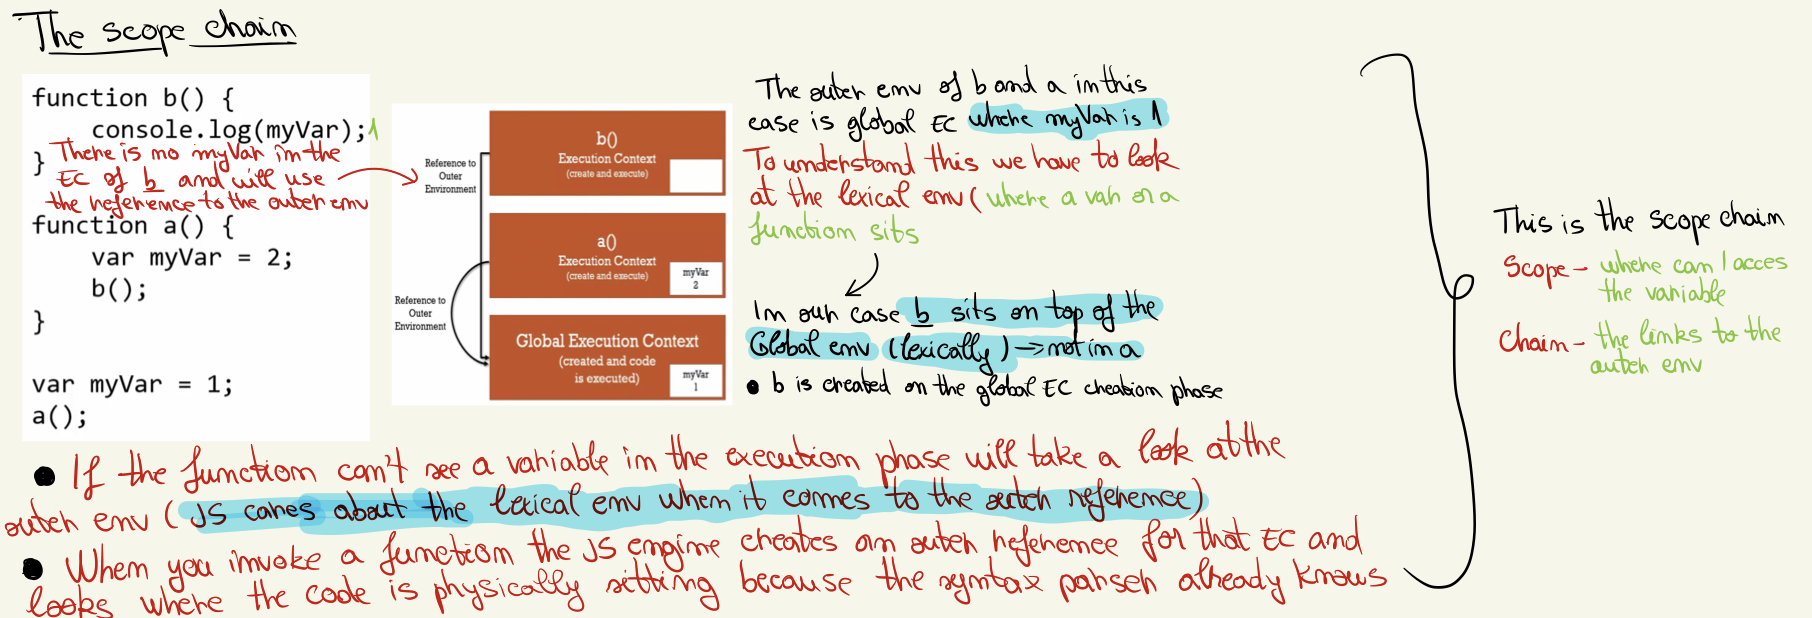 The scope chain
function b() {
console.log(myVar); 1
}
There is no myVar in the
EC of b and will use
the reference to the outer env
function a() {
var myVar = 2;
b();
}
var myVar = 1;
a();
b()
Execution Context
(create and execute)
Reference to
Outer
Environment
a()
Execution Context
(create and execute)
myVar
2
Reference to
Outer
Environment
Global Execution Context
(created and code
is executed)
myVar
1
The outer env of b and a in this
case is global EC where myVar is 1
To understand this we have to look
at the lexical env (where a var or a
function sits
In our case b sits on top of the
Global env (lexically) → not in a
• b is created on the global EC creation phase
This is the scope chain
Scope - where can I acces
the variable
Chain - the links to the
outer env
• If the function can't see a variable in the execution phase will take a look at the
outer env (JS cares about the lexical env when it comes to the outer reference)
• When you invoke a function the JS engine creates an outer reference for that EC and
looks where the code is physically sitting because the syntax parser already knows